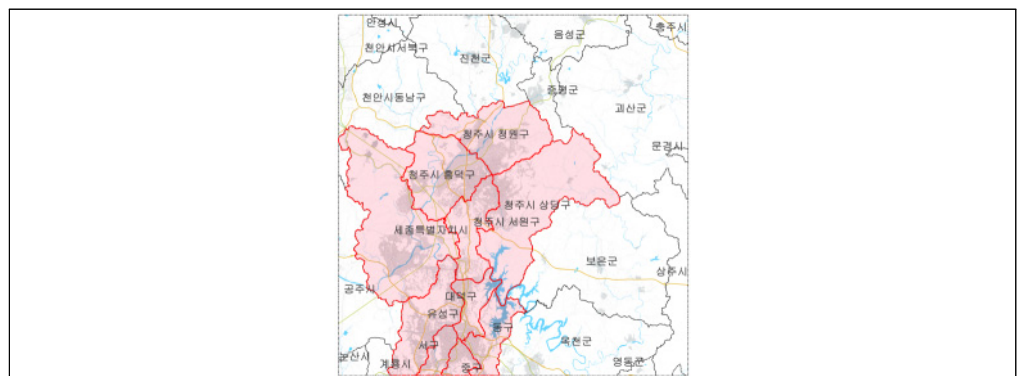 안성시
충주시
음성군
천안시서북구
진천군
증평군
천안시동남구
괴산군
청주시 청원구
문경시
청주시 흥덕구
청주시 상당구
청주시 서원구
세종특별자치시
보은군
상주시
공주시
대덕구
유성구
동구
옥천군
서구
논산시
계룡시
중구
영동군